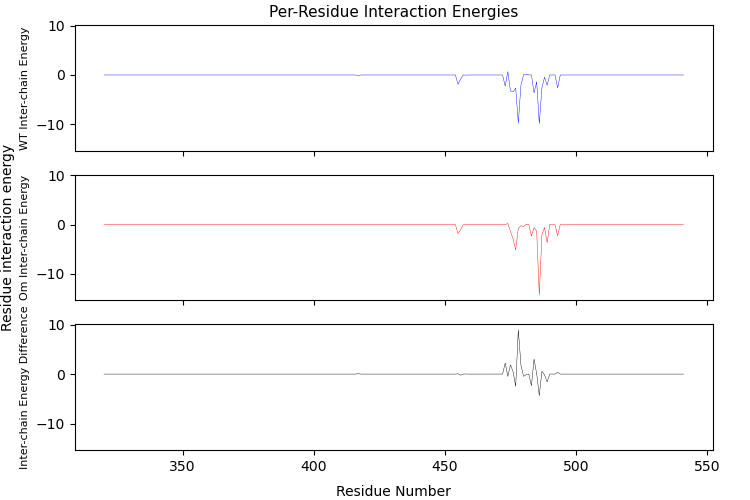 Per-Residue Interaction Energies
Residue interaction energy
WT Inter-chain Energy
10
0
−10
Om Inter-chain Energy
10
0
−10
Inter-chain Energy Difference
10
0
−10
350 400 450 500 550
Residue Number